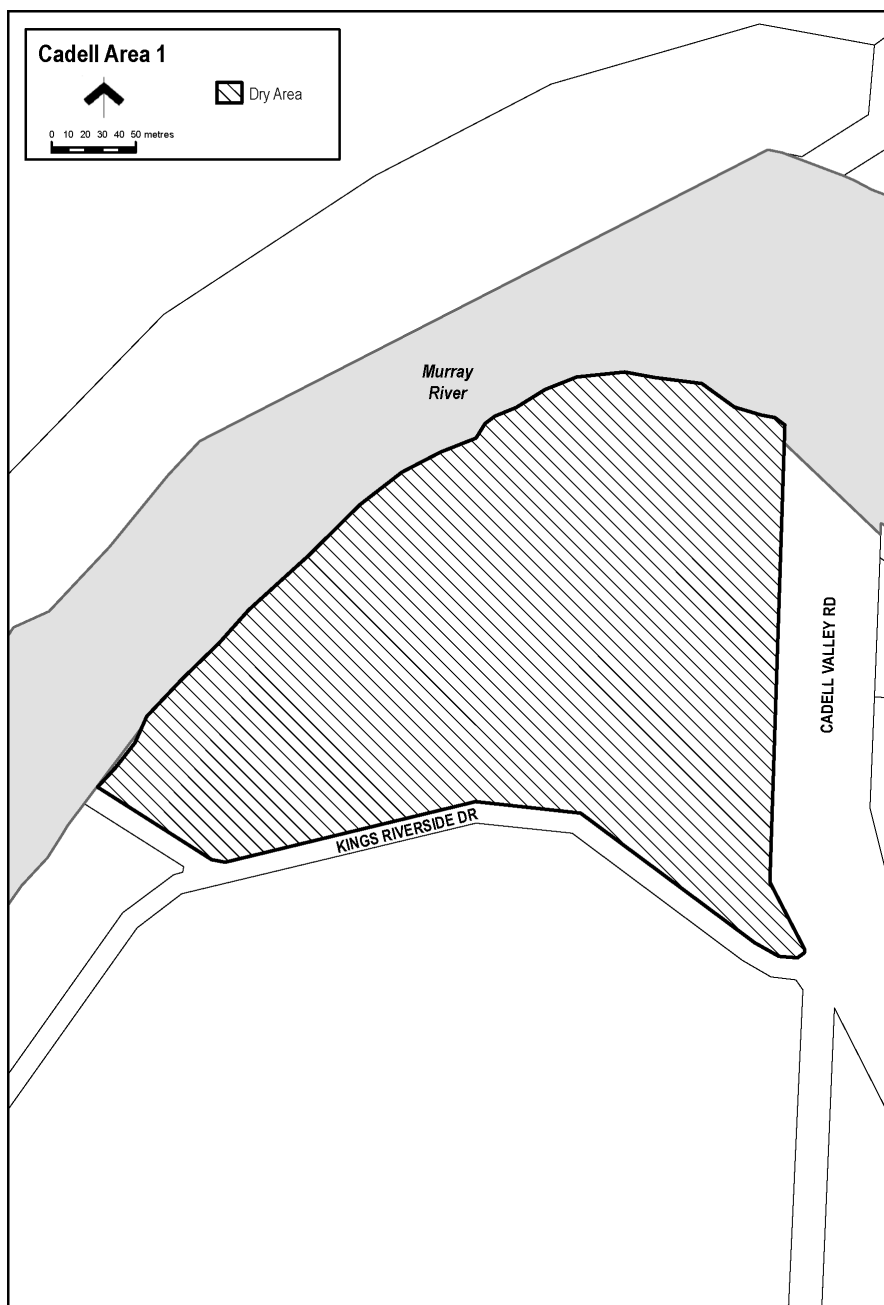 Cadell Area 1
Dry Area
0 10 20 30 40 50 metres
Murray
River
CADELL VALLEY RD
KINGS RIVERSIDE DR